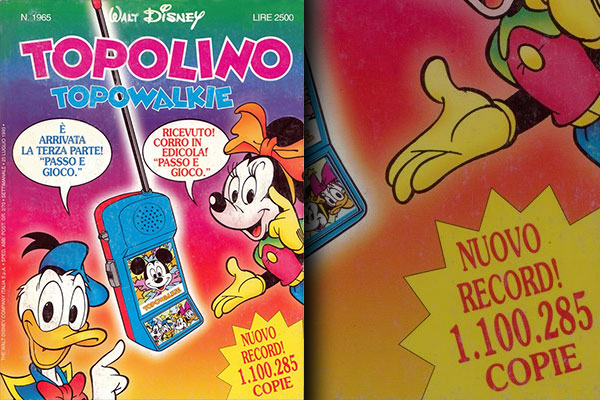 N. 1965
WALT DISNEY
LIRE 2500
TOPOLINO
TOPOWALKIE
È
ARRIVATA
LA TERZA PARTE!
"PASSO E
GIOCO."
RICEVUTO!
CORRO IN
EDICOLA!
"PASSO E
GIOCO."
TOPOWALKIE
NUOVO
RECORD!
1.100.285
COPIE
NUOVO
RECORD!
1.100.285
COPIE